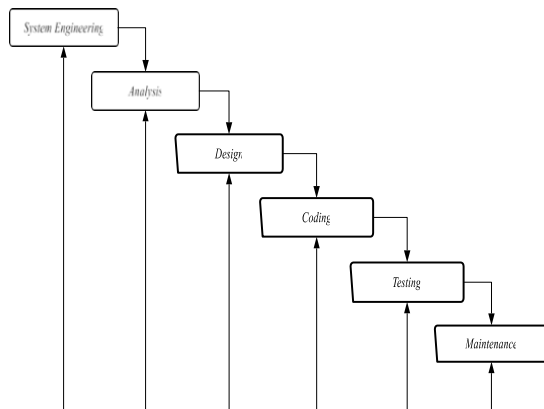 System Engineering
Analysis
Design
Coding
Testing
Maintenance